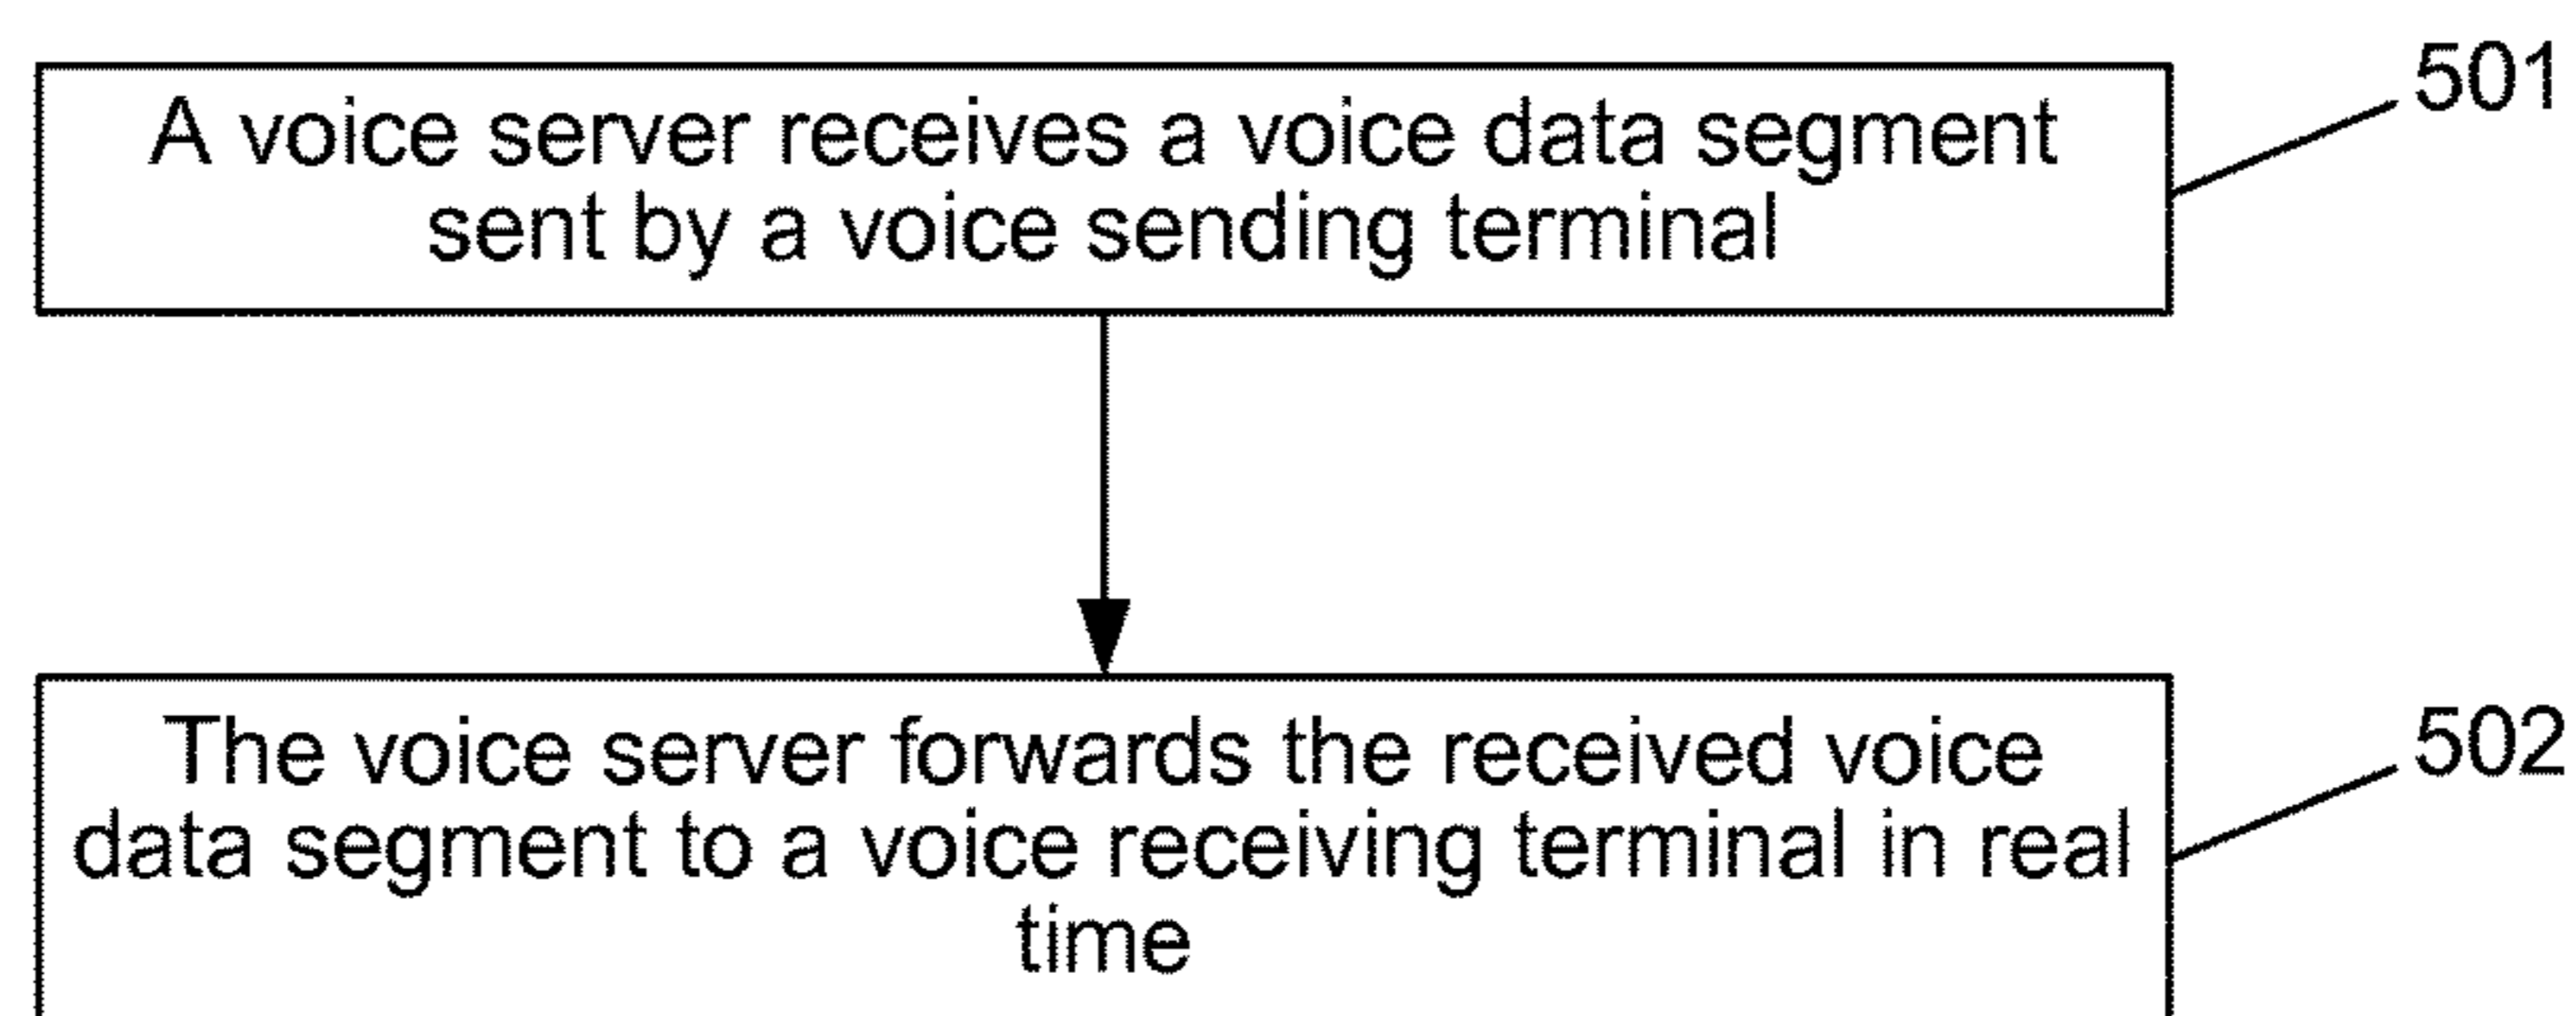 A voice server receives a voice data segment
sent by a voice sending terminal
501
The voice server forwards the received voice
data segment to a voice receiving terminal in real
time
502